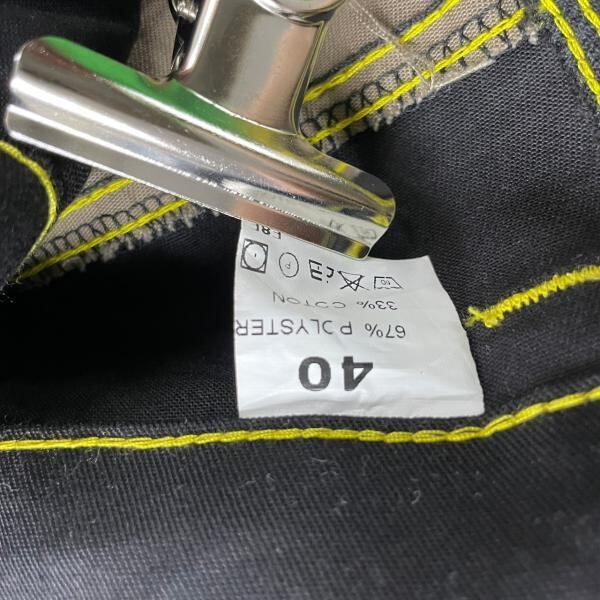 40
67% POLYSTER
33% COTON